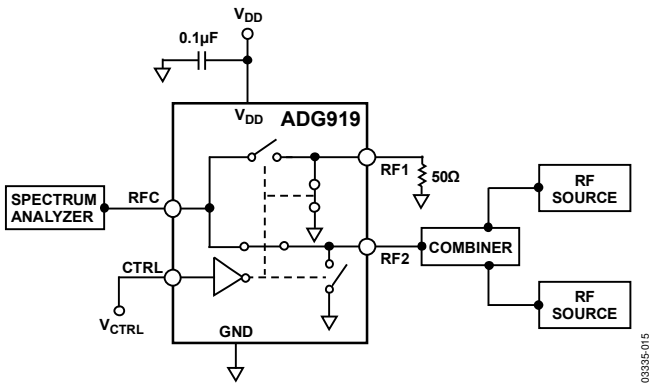 VDD
0.1µF
VDD
ADG919
RF1
50Ω
SPECTRUM
ANALYZER
RFC
RF
SOURCE
COMBINER
RF2
CTRL
VCTRL
RF
SOURCE
GND
03335-015